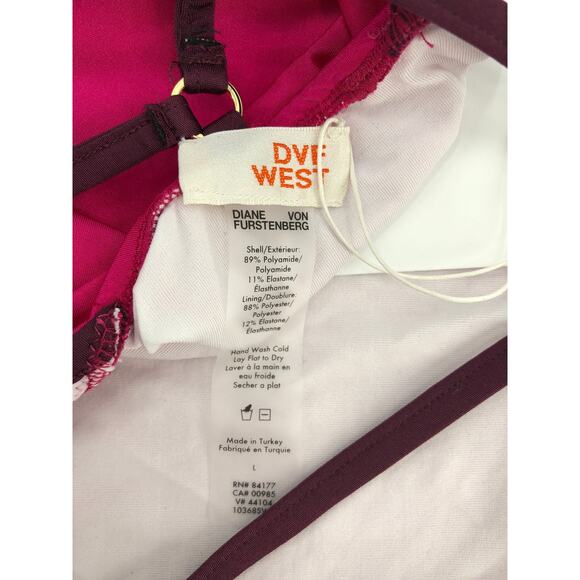 DVF
WEST
DIANE VON
FURSTENBERG
Shell/Extérieur:
89% Polyamide/
Polyamide
11% Elastane/
Élasthanne
Lining/Doublure:
88% Polyester/
Polyester
12% Elastane/
Élasthanne
Hand Wash Cold
Lay Flat to Dry
Laver à la main en
eau froide
Secher a plat
Made in Turkey
Fabriqué en Turquie
L
RN# 84177
CA# 00985
V# 44104